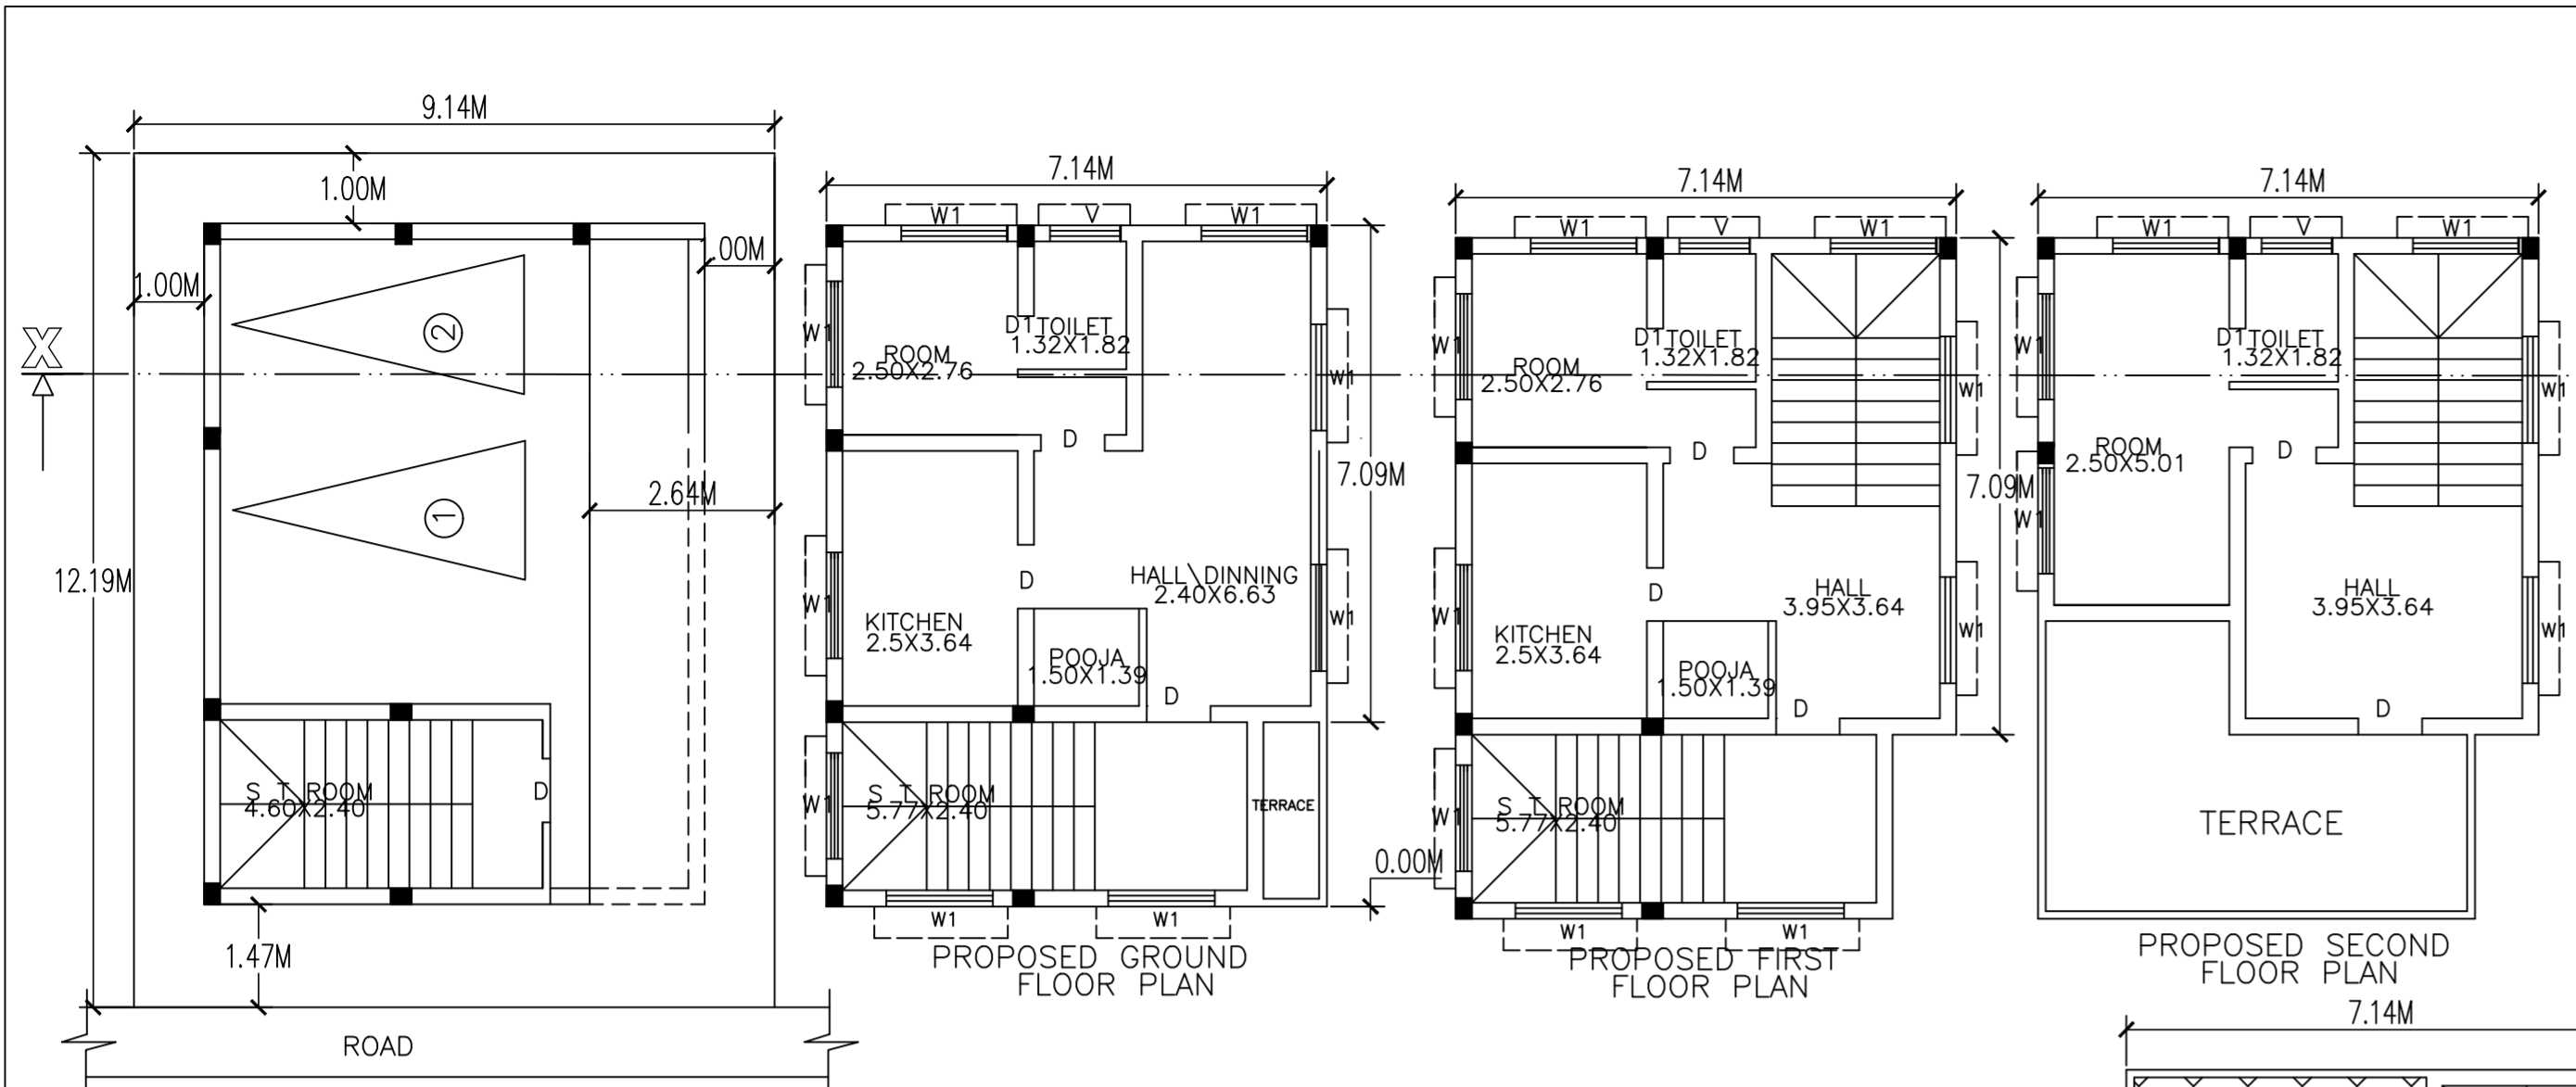 9.14M
1.00M
.00M
1.00M
X
2
1
2.64M
12.19M
S T ROOM
4.60X2.40
D
1.47M
ROAD
7.14M
W1
V
W1
W1
D1
TOILET
1.32X1.82
ROOM
2.50X2.76
W1
D
7.09M
D
HALL\DINNING
2.40X6.63
W1
KITCHEN
2.5X3.64
W1
POOJA
1.50X1.39
D
W1
S T ROOM
5.77X2.40
TERRACE
0.00M
W1
W1
PROPOSED GROUND
FLOOR PLAN
7.14M
W1
V
W1
W1
D1
TOILET
1.32X1.82
ROOM
2.50X2.76
W1
D
7.09M
D
HALL
3.95X3.64
KITCHEN
2.5X3.64
W1
W1
POOJA
1.50X1.39
D
W1
S T ROOM
5.77X2.40
W1
W1
PROPOSED FIRST
FLOOR PLAN
7.14M
W1
V
W1
W1
D1
TOILET
1.32X1.82
W1
ROOM
2.50X5.01
D
W1
HALL
3.95X3.64
W1
D
TERRACE
PROPOSED SECOND
FLOOR PLAN
7.14M